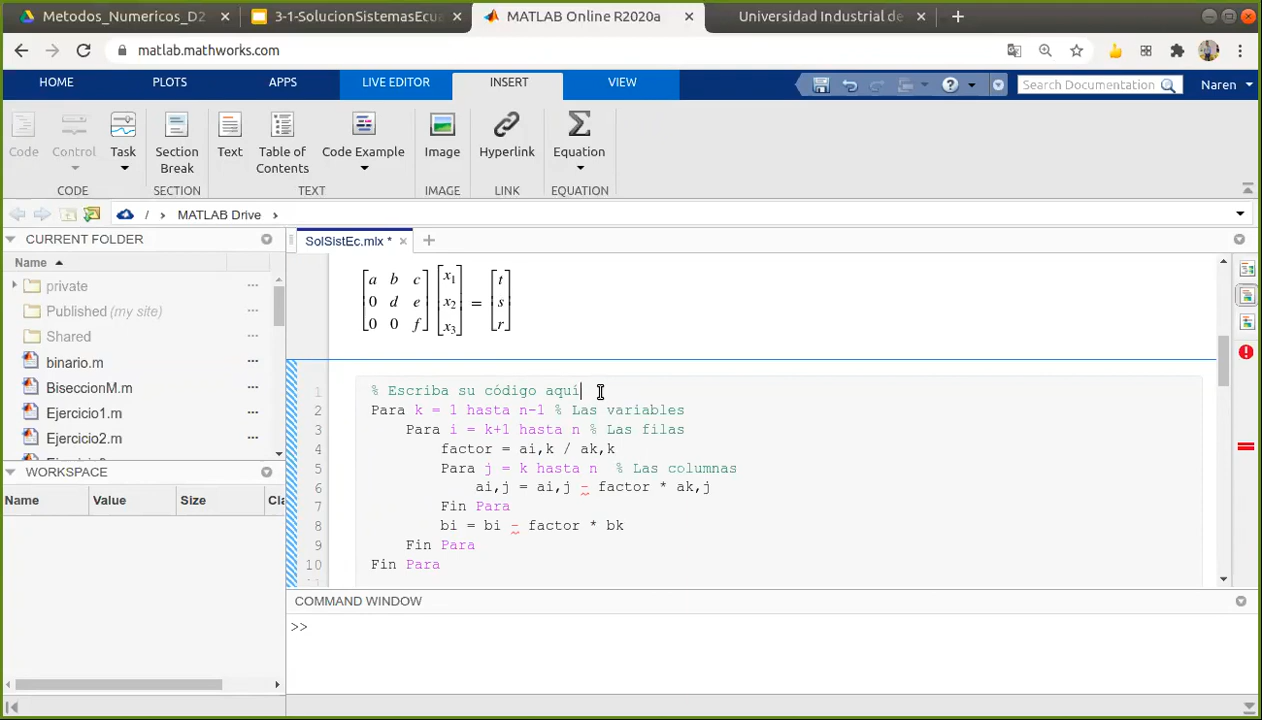 Metodos_Numericos_D2
3-1-SolucionSistemasEcua
MATLAB Online R2020a
Universidad Industrial de
matlab.mathworks.com
HOME
PLOTS
APPS
LIVE EDITOR
INSERT
VIEW
Search Documentation
Naren
Code
Control
Task
Section
Break
Text
Table of
Contents
Code Example
Image
Hyperlink
Equation
CODE
SECTION
TEXT
IMAGE
LINK
EQUATION
/ › MATLAB Drive ›
CURRENT FOLDER
Name
private
Published (my site)
Shared
binario.m
BiseccionM.m
Ejercicio1.m
Ejercicio2.m
WORKSPACE
Name Value Size Cla
SolSistEc.mlx *
a b c x1 t
0 d e x2 = s
0 0 f x3 r
1 % Escriba su código aquí
2 Para k = 1 hasta n-1 % Las variables
3 Para i = k+1 hasta n % Las filas
4 factor = ai,k / ak,k
5 Para j = k hasta n % Las columnas
6 ai,j = ai,j – factor * ak,j
7 Fin Para
8 bi = bi – factor * bk
9 Fin Para
10 Fin Para
COMMAND WINDOW
>>